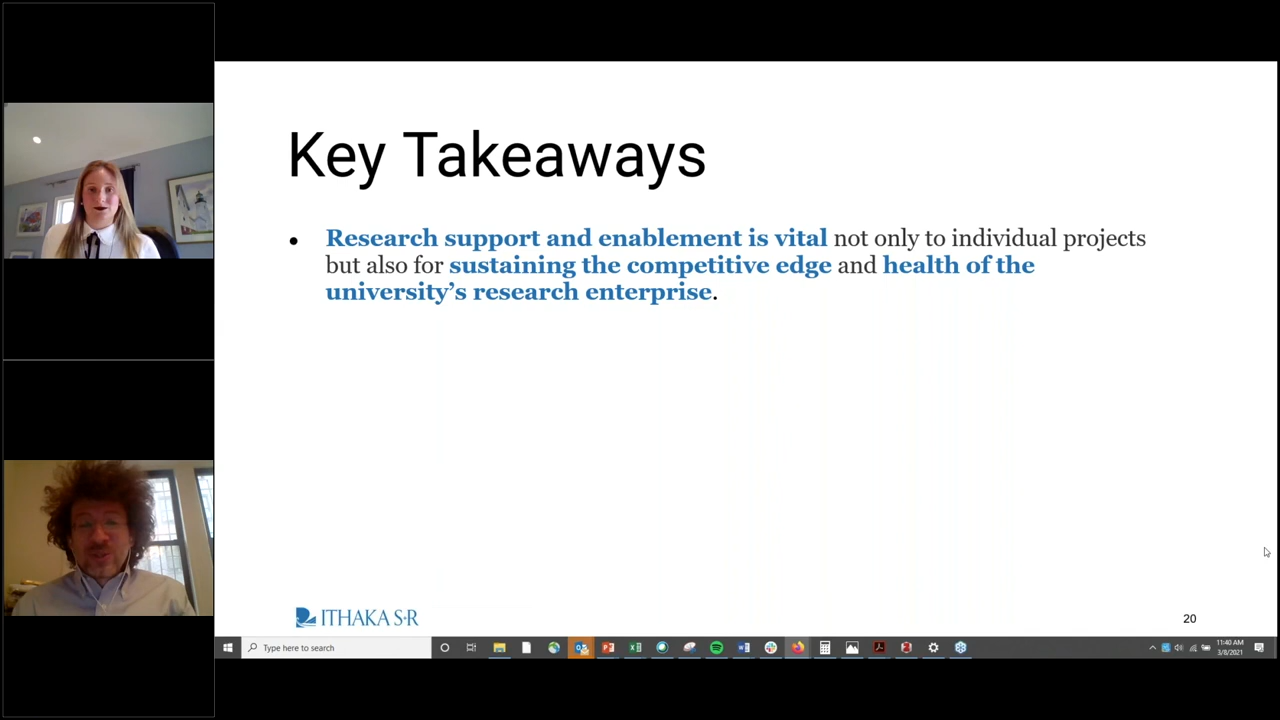 Key Takeaways
● Research support and enablement is vital not only to individual projects
but also for sustaining the competitive edge and health of the
university’s research enterprise.
ITHAKA S+R
20
Type here to search
11:40 AM
3/8/2021